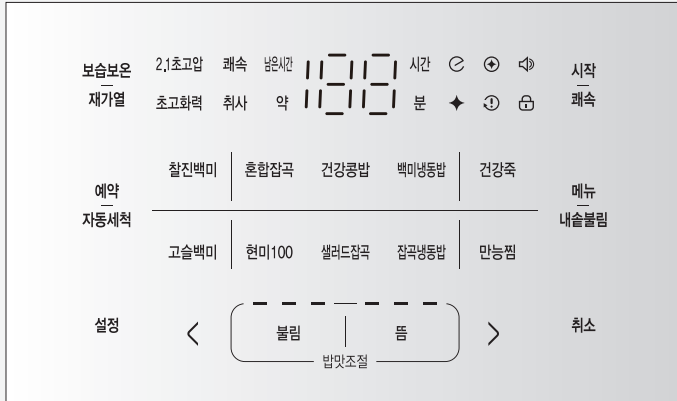 보습보온
재가열
2.1초고압 쾌속 남은시간 188 시간
초고화력 취사 약 분
시작
쾌속
찰진백미 혼합잡곡 건강콩밥 백미냉동밥 건강죽
예약
자동세척
메뉴
내솥불림
고슬백미 현미100 샐러드잡곡 잡곡냉동밥 만능찜
설정
< 불림 뜸 >
취소
밥맛조절